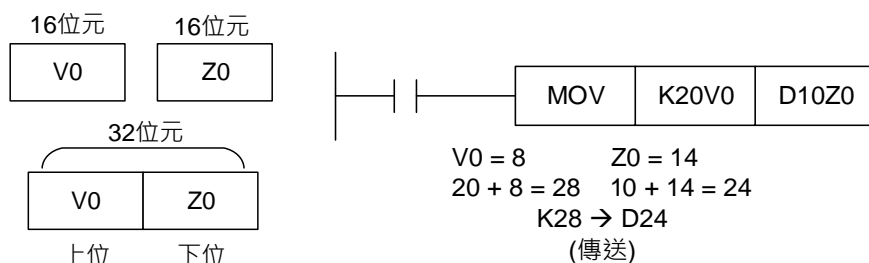 16位元 16位元
V0 Z0
32位元
V0 Z0
上位 下位
MOV K20V0 D10Z0
V0 = 8 Z0 = 14
20 + 8 = 28 10 + 14 = 24
K28 → D24
(傳送)